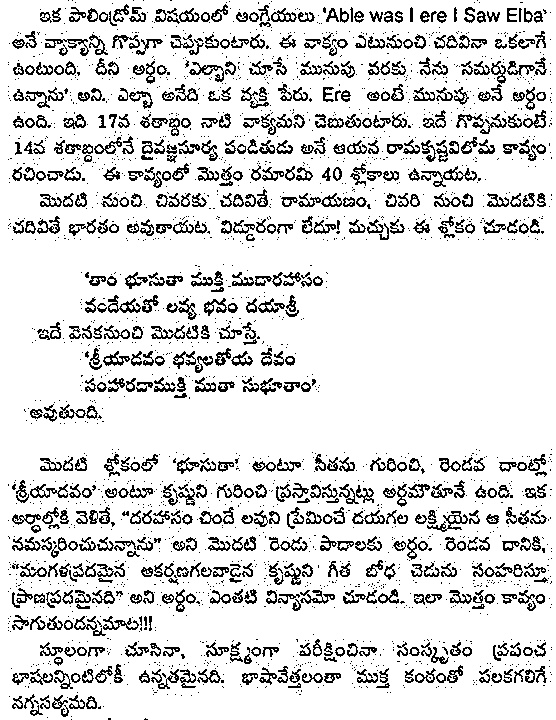 ఇక పాలిండ్రోమ్ విషయంలో ఆంగ్లేయులు 'Able was I ere I Saw Elba'
అనే వ్యాక్యాన్ని గొప్పగా చెప్పుకుంటారు. ఈ వాక్యం ఎటునుంచి చదివినా ఒకలాగే
ఉంటుంది. దీని అర్ధం. 'ఎల్బాని చూసే మునుపు వరకు నేను సమర్థుడిగానే
ఉన్నాను' అని. ఎల్బా అనేది ఒక వ్యక్తి పేరు. Ere అంటే మునుపు అనే అర్ధం
ఉంది. ఇది 17వ శతాబ్దం నాటి వాక్యమని చెబుతుంటారు. ఇదే గొప్పనుకుంటే
14వ శతాబ్దంలోనే దైవజ్ఞసూర్య పండితుడు అనే ఆయన రామకృష్ణవిలోమ కావ్యం
రచించాడు. ఈ కావ్యంలో మొత్తం రమారమి 40 శ్లోకాలు ఉన్నాయట.
మొదటి నుంచి చివరకు చదివితే రామాయణం, చివరి నుంచి మొదటికి
చదివితే భారతం అవుతాయట. విడ్డూరంగా లేదూ! మచ్చుకు ఈ శ్లోకం చూడండి.
'తాం భూసుతా ముక్తి ముదారహాసం
వందేయతో లవ్య భవం దయాశ్రీ
ఇదే వెనకనుంచి మొదటికి చూస్తే.
'శ్రీయాదవం భవ్యలతోయ దేవం
సంహారదాముక్తి ముతా సుభూతాం'
అవుతుంది.
మొదటి శ్లోకంలో 'భూసుతా' అంటూ సీతను గురించి, రెండవ దాంట్లో
'శ్రీయాదవం' అంటూ కృష్ణుని గురించి ప్రస్తావిస్తున్నట్లు అర్ధమౌతూనే ఉంది. ఇక
అర్ధాల్లోకి వెళితే, "దరహాసం చిందే లవుని ప్రేమించే దయగల లక్ష్మియైన ఆ సీతను
నమస్కరించుచున్నాను" అని మొదటి రెండు పాదాలకు అర్ధం. రెండవ దానికి,
"మంగళప్రదమైన ఆకర్షణగలవాడైన కృష్ణుని గీత బోధ చెడును సంహరిస్తూ
ప్రాణప్రదమైనది" అని అర్ధం. ఎంతటి విన్యాసమో చూడండి. ఇలా మొత్తం కావ్యం
సాగుతుందన్నమాట!!!
స్థూలంగా చూసినా, సూక్ష్మంగా పరీక్షించినా సంస్కృతం ప్రపంచ
భాషలన్నింటిలోకీ ఉన్నతమైనది. భాషావేత్తలంతా ముక్త కంఠంతో పలకగలిగే
నగ్నసత్యమది.